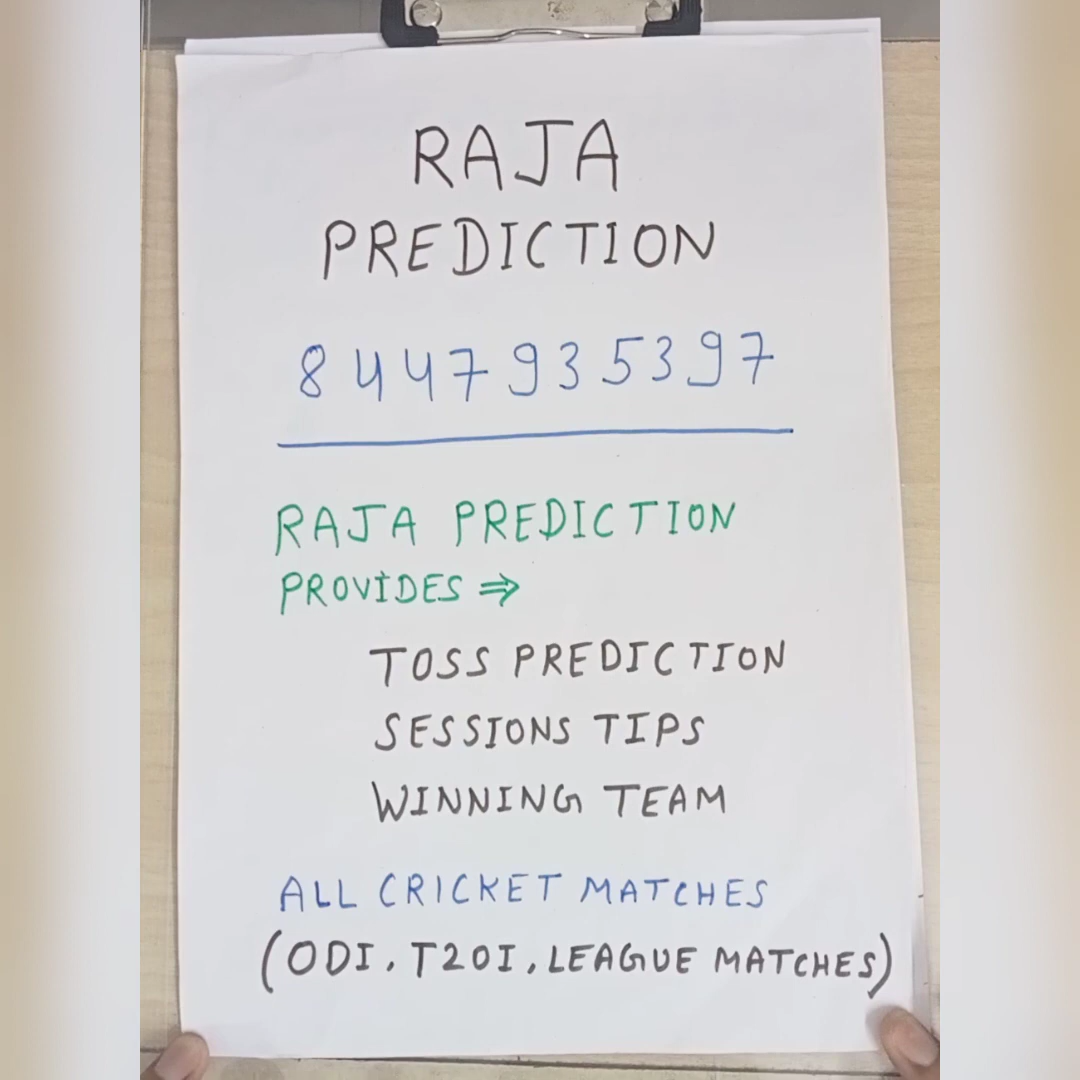 RAJA
PREDICTION
8447935397
RAJA PREDICTION
PROVIDES ⇒
TOSS PREDICTION
SESSIONS TIPS
WINNING TEAM
ALL CRICKET MATCHES
(ODI, T20I, LEAGUE MATCHES)